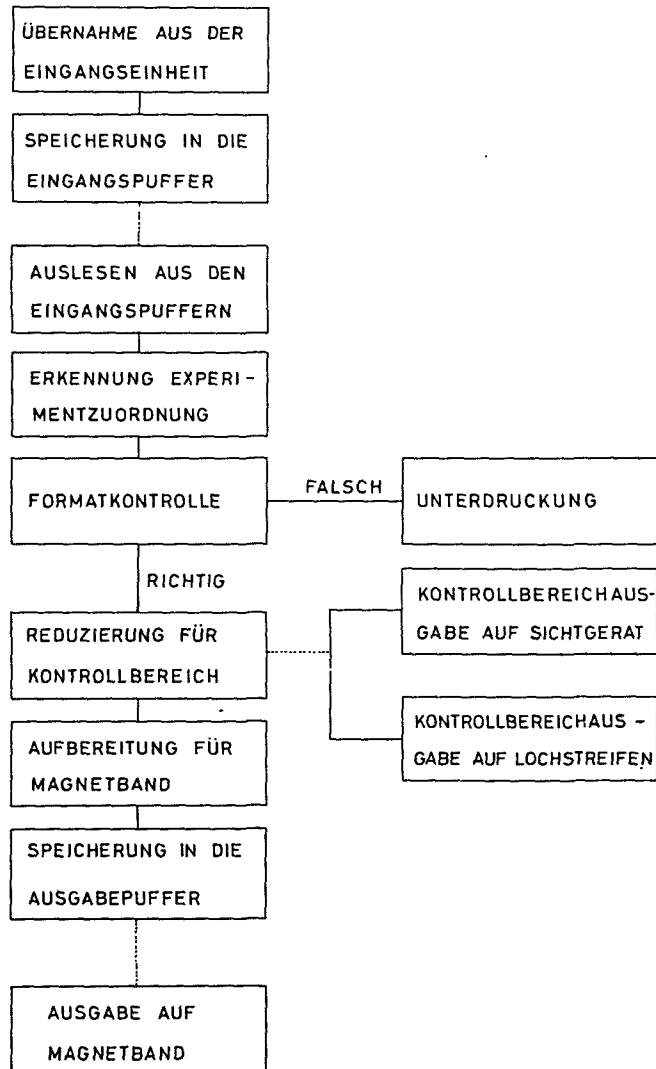 ÜBERNAHME AUS DER
EINGANGSEINHEIT
SPEICHERUNG IN DIE
EINGANGSPUFFER
AUSLESEN AUS DEN
EINGANGSPUFFERN
ERKENNUNG EXPERI-
MENTZUORDNUNG
FORMATKONTROLLE
FALSCH
UNTERDRUCKUNG
RICHTIG
REDUZIERUNG FÜR
KONTROLLBEREICH
KONTROLLBEREICHAUS-
GABE AUF SICHTGERAT
KONTROLLBEREICHAUS-
GABE AUF LOCHSTREIFEN
AUFBEREITUNG FÜR
MAGNETBAND
SPEICHERUNG IN DIE
AUSGABEPUFFER
AUSGABE AUF
MAGNETBAND